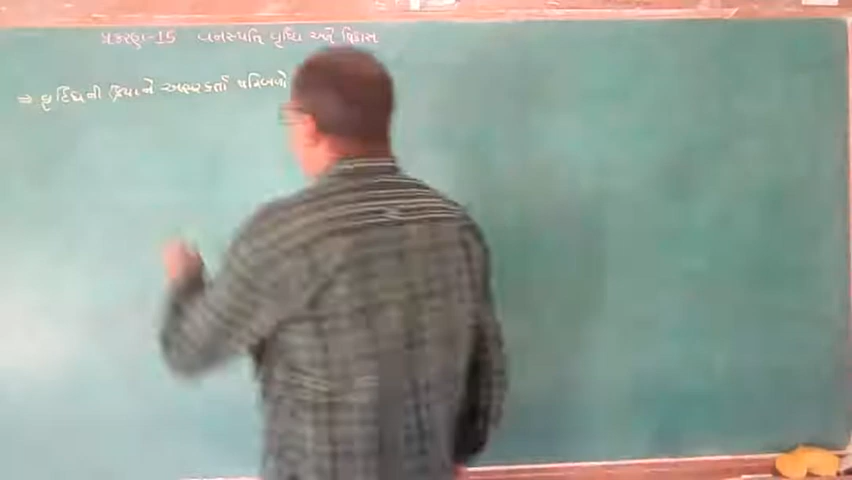 પ્રકરણ-15 વનસ્પતિ વૃધ્ધિ અને વિકાસ
⇒ વૃદ્ધિની ક્રિયાને અસરકર્તા પરિબળો